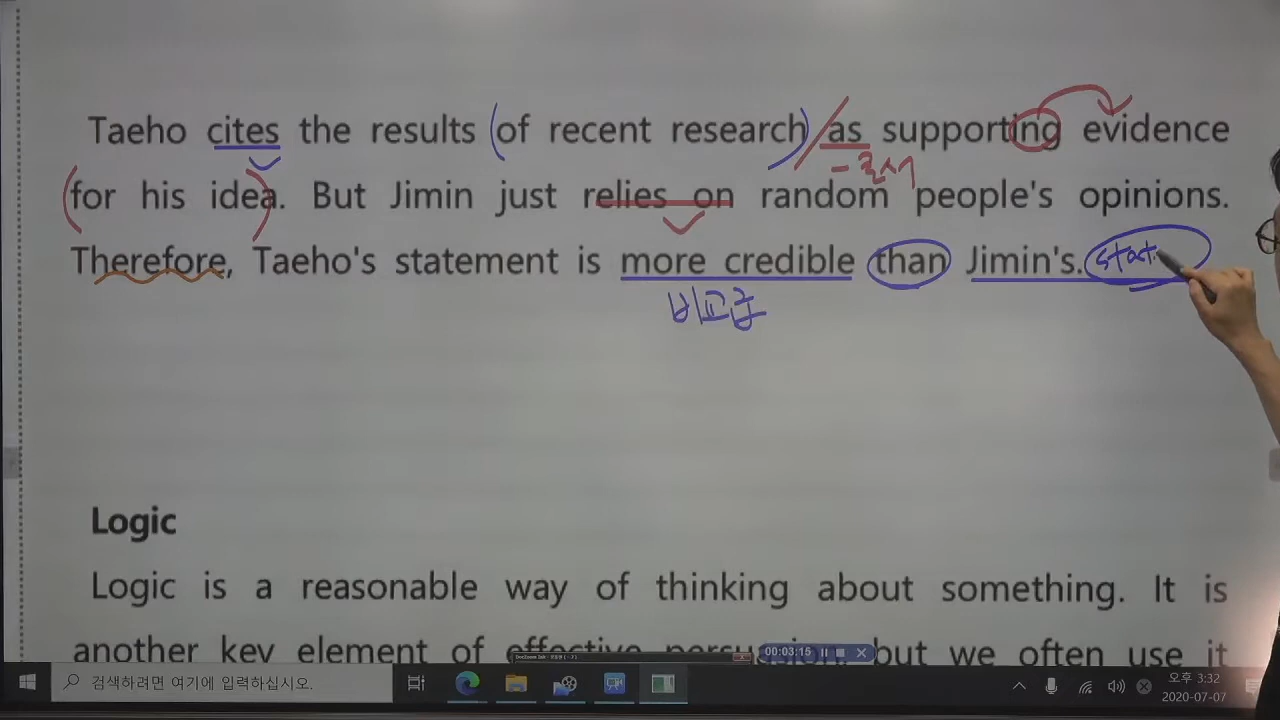 Taeho cites the results (of recent research)/as supporting evidence
-로서
(for his idea). But Jimin just relies on random people's opinions.
Therefore, Taeho's statement is more credible than Jimin's. stat
비교급
Logic
Logic is a reasonable way of thinking about something. It is
another key element of effective persuasion, but we often use it
00:03:15
검색하려면 여기에 입력하십시오.
오후 3:32
2020-07-07